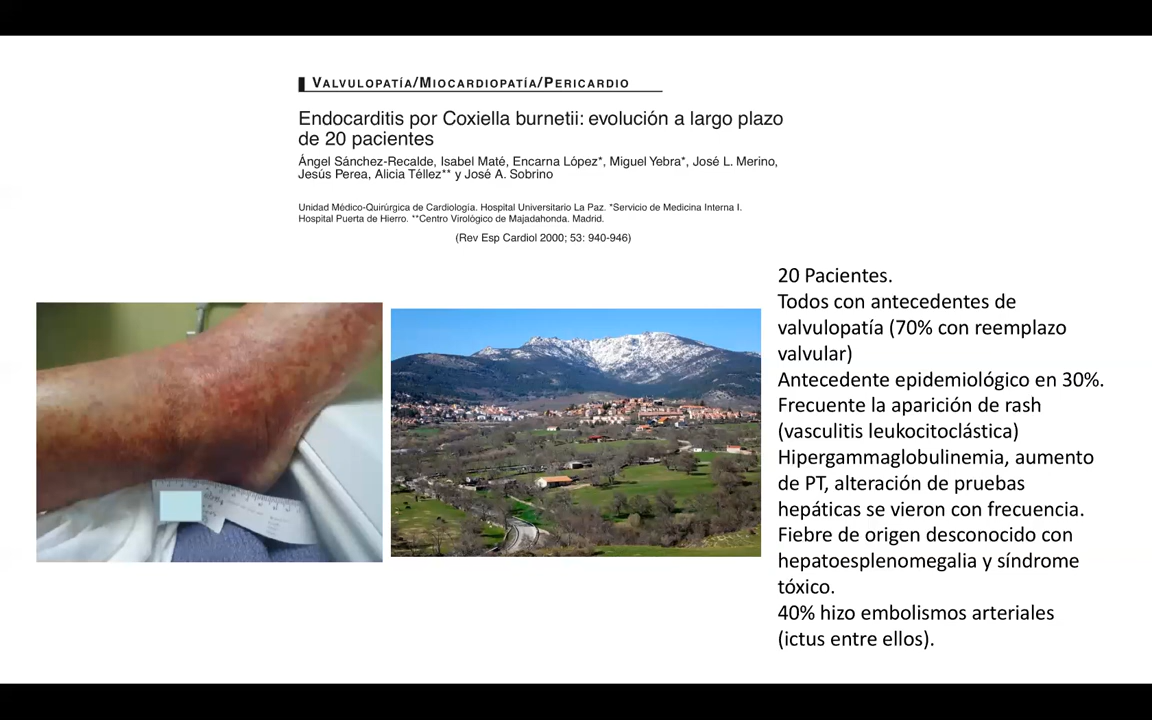 VALVULOPATÍA/MIOCARDIOPATÍA/PERICARDIO
Endocarditis por Coxiella burnetii: evolución a largo plazo
de 20 pacientes
Ángel Sánchez-Recalde, Isabel Maté, Encarna López*, Miguel Yebra*, José L. Merino,
Jesús Perea, Alicia Téllez** y José A. Sobrino
Unidad Médico-Quirúrgica de Cardiología. Hospital Universitario La Paz. *Servicio de Medicina Interna I.
Hospital Puerta de Hierro. **Centro Virológico de Majadahonda. Madrid.
(Rev Esp Cardiol 2000; 53: 940-946)
20 Pacientes.
Todos con antecedentes de
valvulopatía (70% con reemplazo
valvular)
Antecedente epidemiológico en 30%.
Frecuente la aparición de rash
(vasculitis leukocitoclástica)
Hipergammaglobulinemia, aumento
de PT, alteración de pruebas
hepáticas se vieron con frecuencia.
Fiebre de origen desconocido con
hepatoesplenomegalia y síndrome
tóxico.
40% hizo embolismos arteriales
(ictus entre ellos).